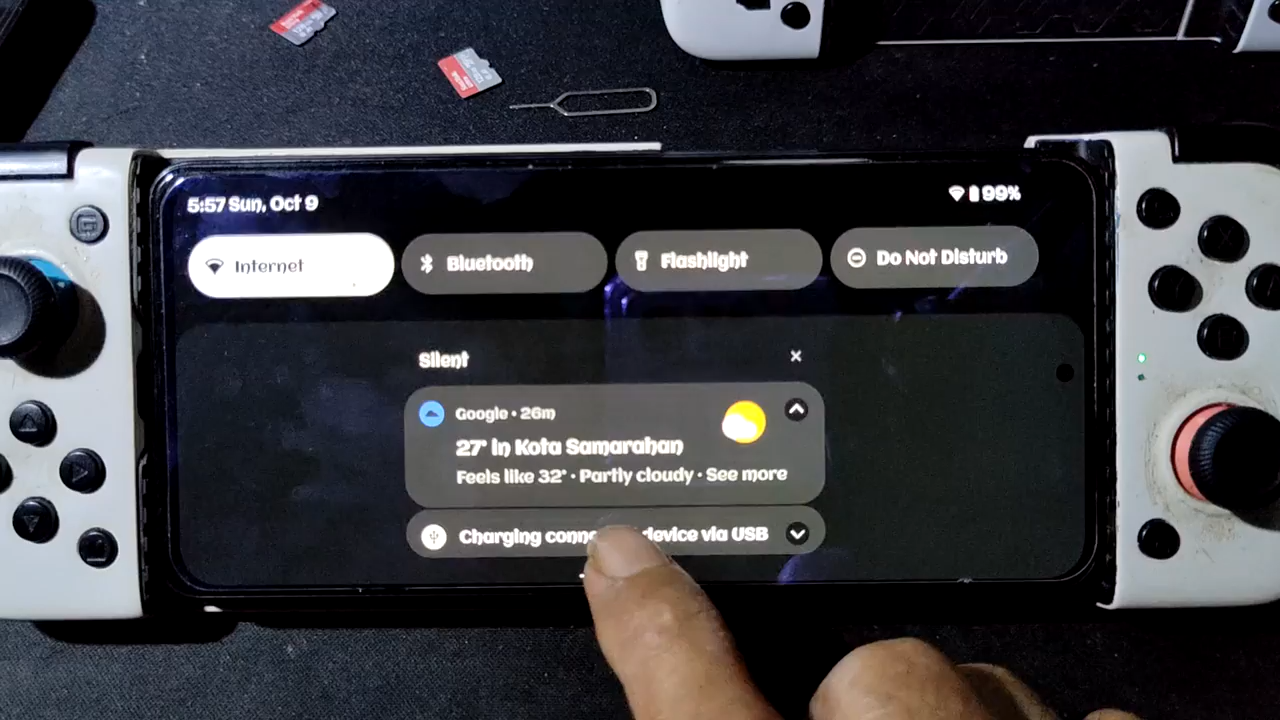 5:57 Sun, Oct 9
99%
Internet
Bluetooth
Flashlight
Do Not Disturb
Silent
Google • 26m
27° in Kota Samarahan
Feels like 32° • Partly cloudy • See more
Charging device via USB